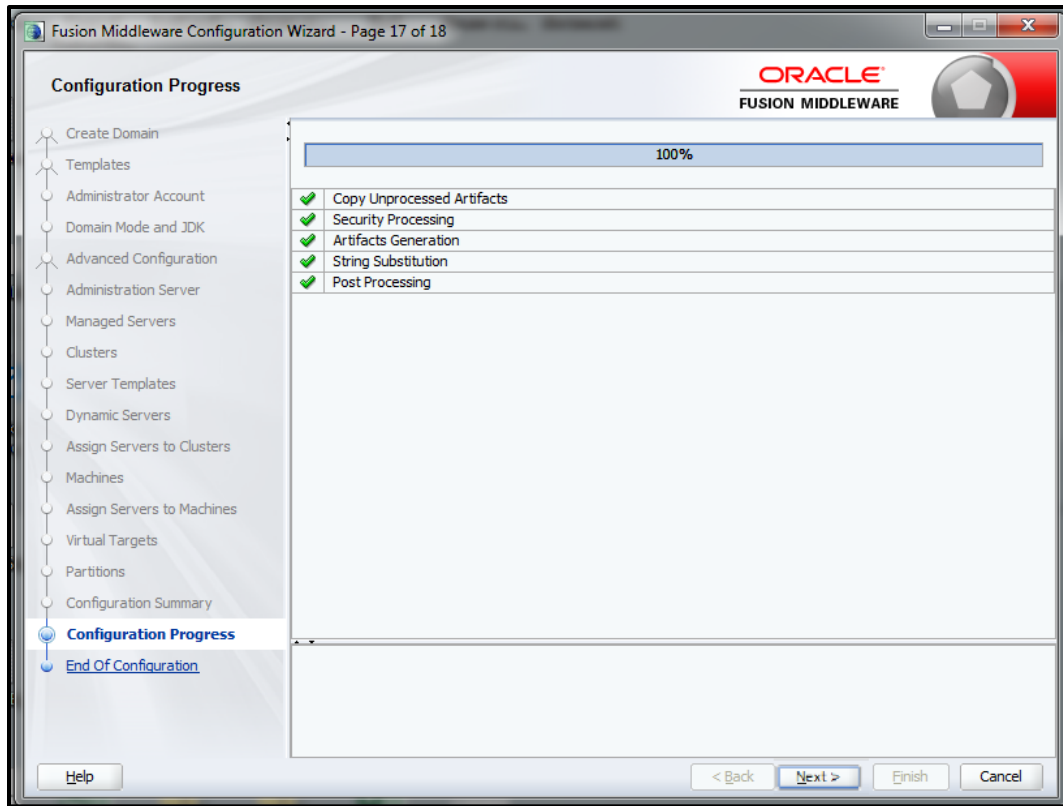 Fusion Middleware Configuration Wizard - Page 17 of 18
Configuration Progress
ORACLE
FUSION MIDDLEWARE
Create Domain
Templates
Administrator Account
Domain Mode and JDK
Advanced Configuration
Administration Server
Managed Servers
Clusters
Server Templates
Dynamic Servers
Assign Servers to Clusters
Machines
Assign Servers to Machines
Virtual Targets
Partitions
Configuration Summary
Configuration Progress
End Of Configuration
100%
Copy Unprocessed Artifacts
Security Processing
Artifacts Generation
String Substitution
Post Processing
Help
< Back
Next >
Finish
Cancel